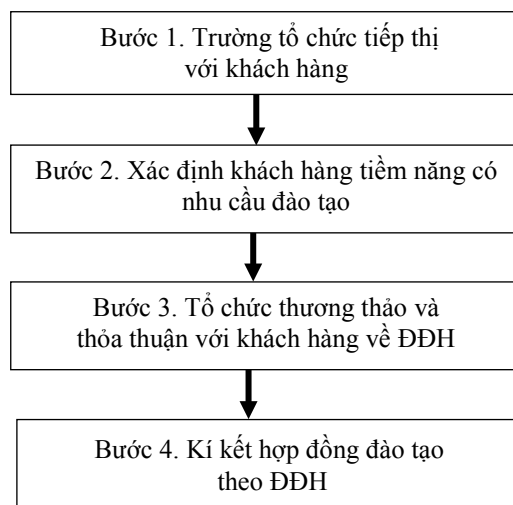 Bước 1. Trường tổ chức tiếp thị
với khách hàng
Bước 2. Xác định khách hàng tiềm năng có
nhu cầu đào tạo
Bước 3. Tổ chức thương thảo và
thỏa thuận với khách hàng về ĐĐH
Bước 4. Kí kết hợp đồng đào tạo
theo ĐĐH